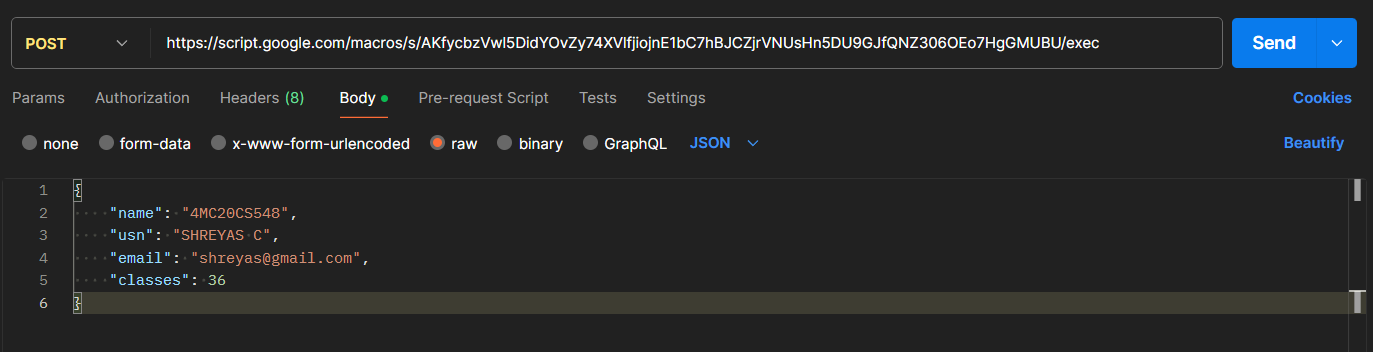 POST https://script.google.com/macros/s/AKfycbzVwl5DidYOvZy74XVlfjiojnE1bC7hBJCZjrVNUsHn5DU9GJfQNZ306OEo7HgGMUBU/exec Send
Params Authorization Headers (8) Body Pre-request Script Tests Settings Cookies
none form-data x-www-form-urlencoded raw binary GraphQL JSON Beautify
1 {
2 "name": "4MC20CS548",
3 "usn": "SHREYAS C",
4 "email": "shreyas@gmail.com",
5 "classes": 36
6 }